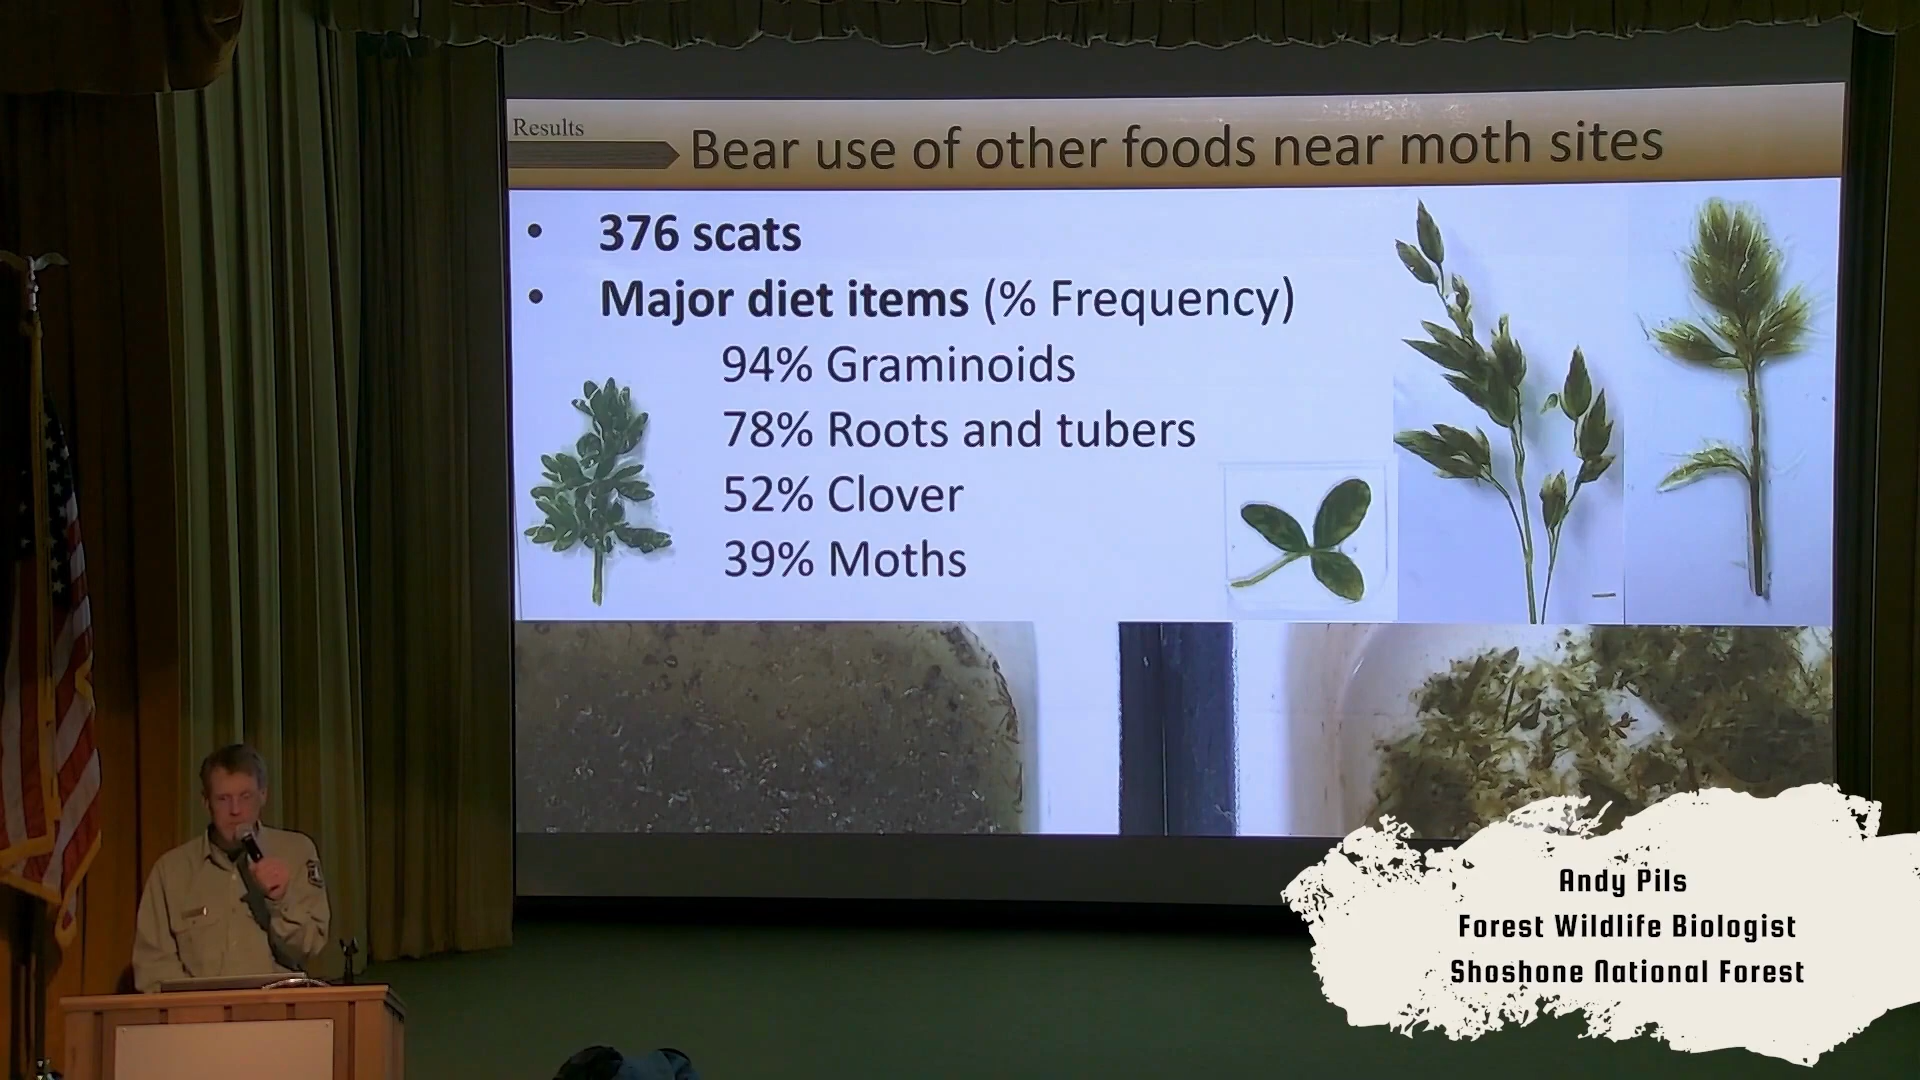 Results
Bear use of other foods near moth sites
• 376 scats
• Major diet items (% Frequency)
94% Graminoids
78% Roots and tubers
52% Clover
39% Moths
Andy Pils
Forest Wildlife Biologist
Shoshone National Forest